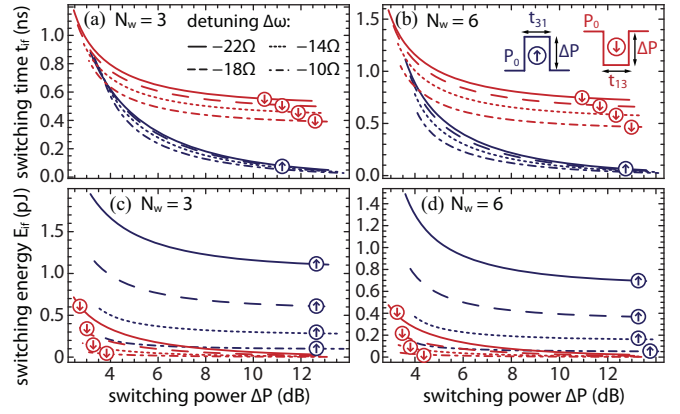 (a) N_w = 3 detuning Δω:
−22Ω −14Ω
−18Ω −10Ω
switching time t_if (ns)
1.0
0.8
0.6
0.4
0.2
0.0
(b) N_w = 6
t_31
P_0 ΔP
P_0 ΔP
t_13
1.5
1.0
0.5
0.0
(c) N_w = 3
switching energy E_if (pJ)
1.5
1.0
0.5
0
4 6 8 10 12
switching power ΔP (dB)
(d) N_w = 6
1.4
1.2
1.0
0.8
0.6
0.4
0.2
0
4 6 8 10 12 14
switching power ΔP (dB)